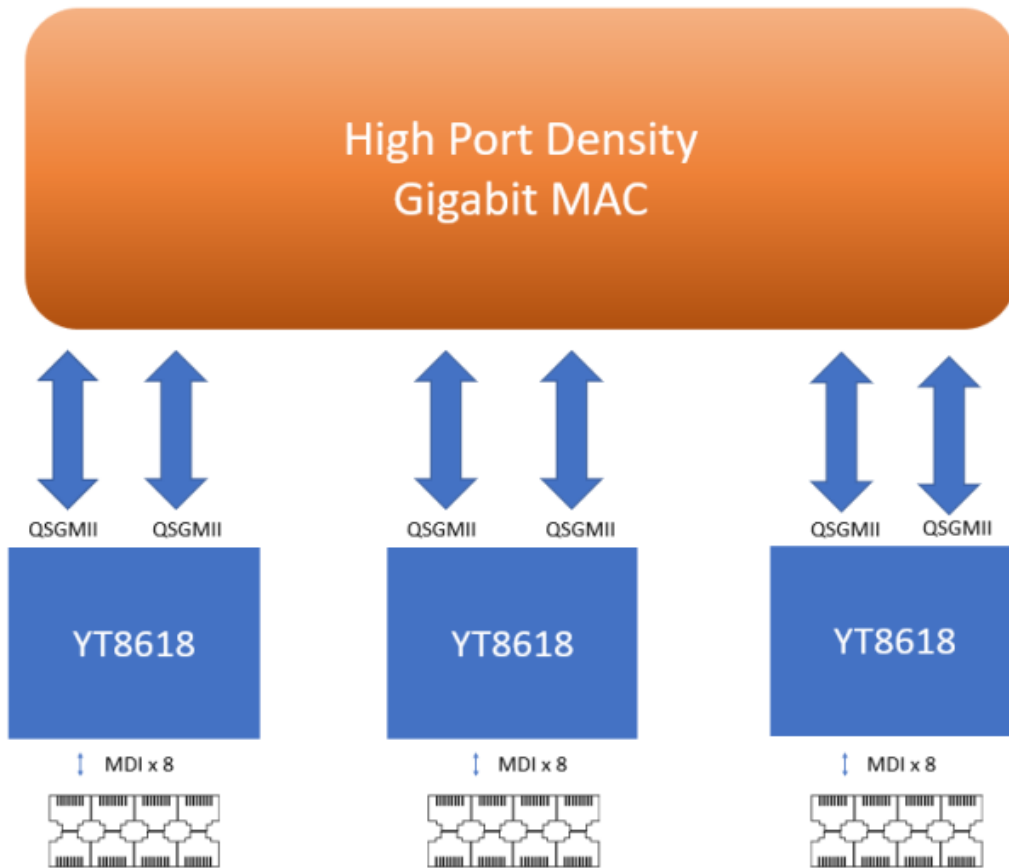 High Port Density
Gigabit MAC
QSGMII QSGMII QSGMII QSGMII QSGMII QSGMII
YT8618 YT8618 YT8618
MDI x 8 MDI x 8 MDI x 8